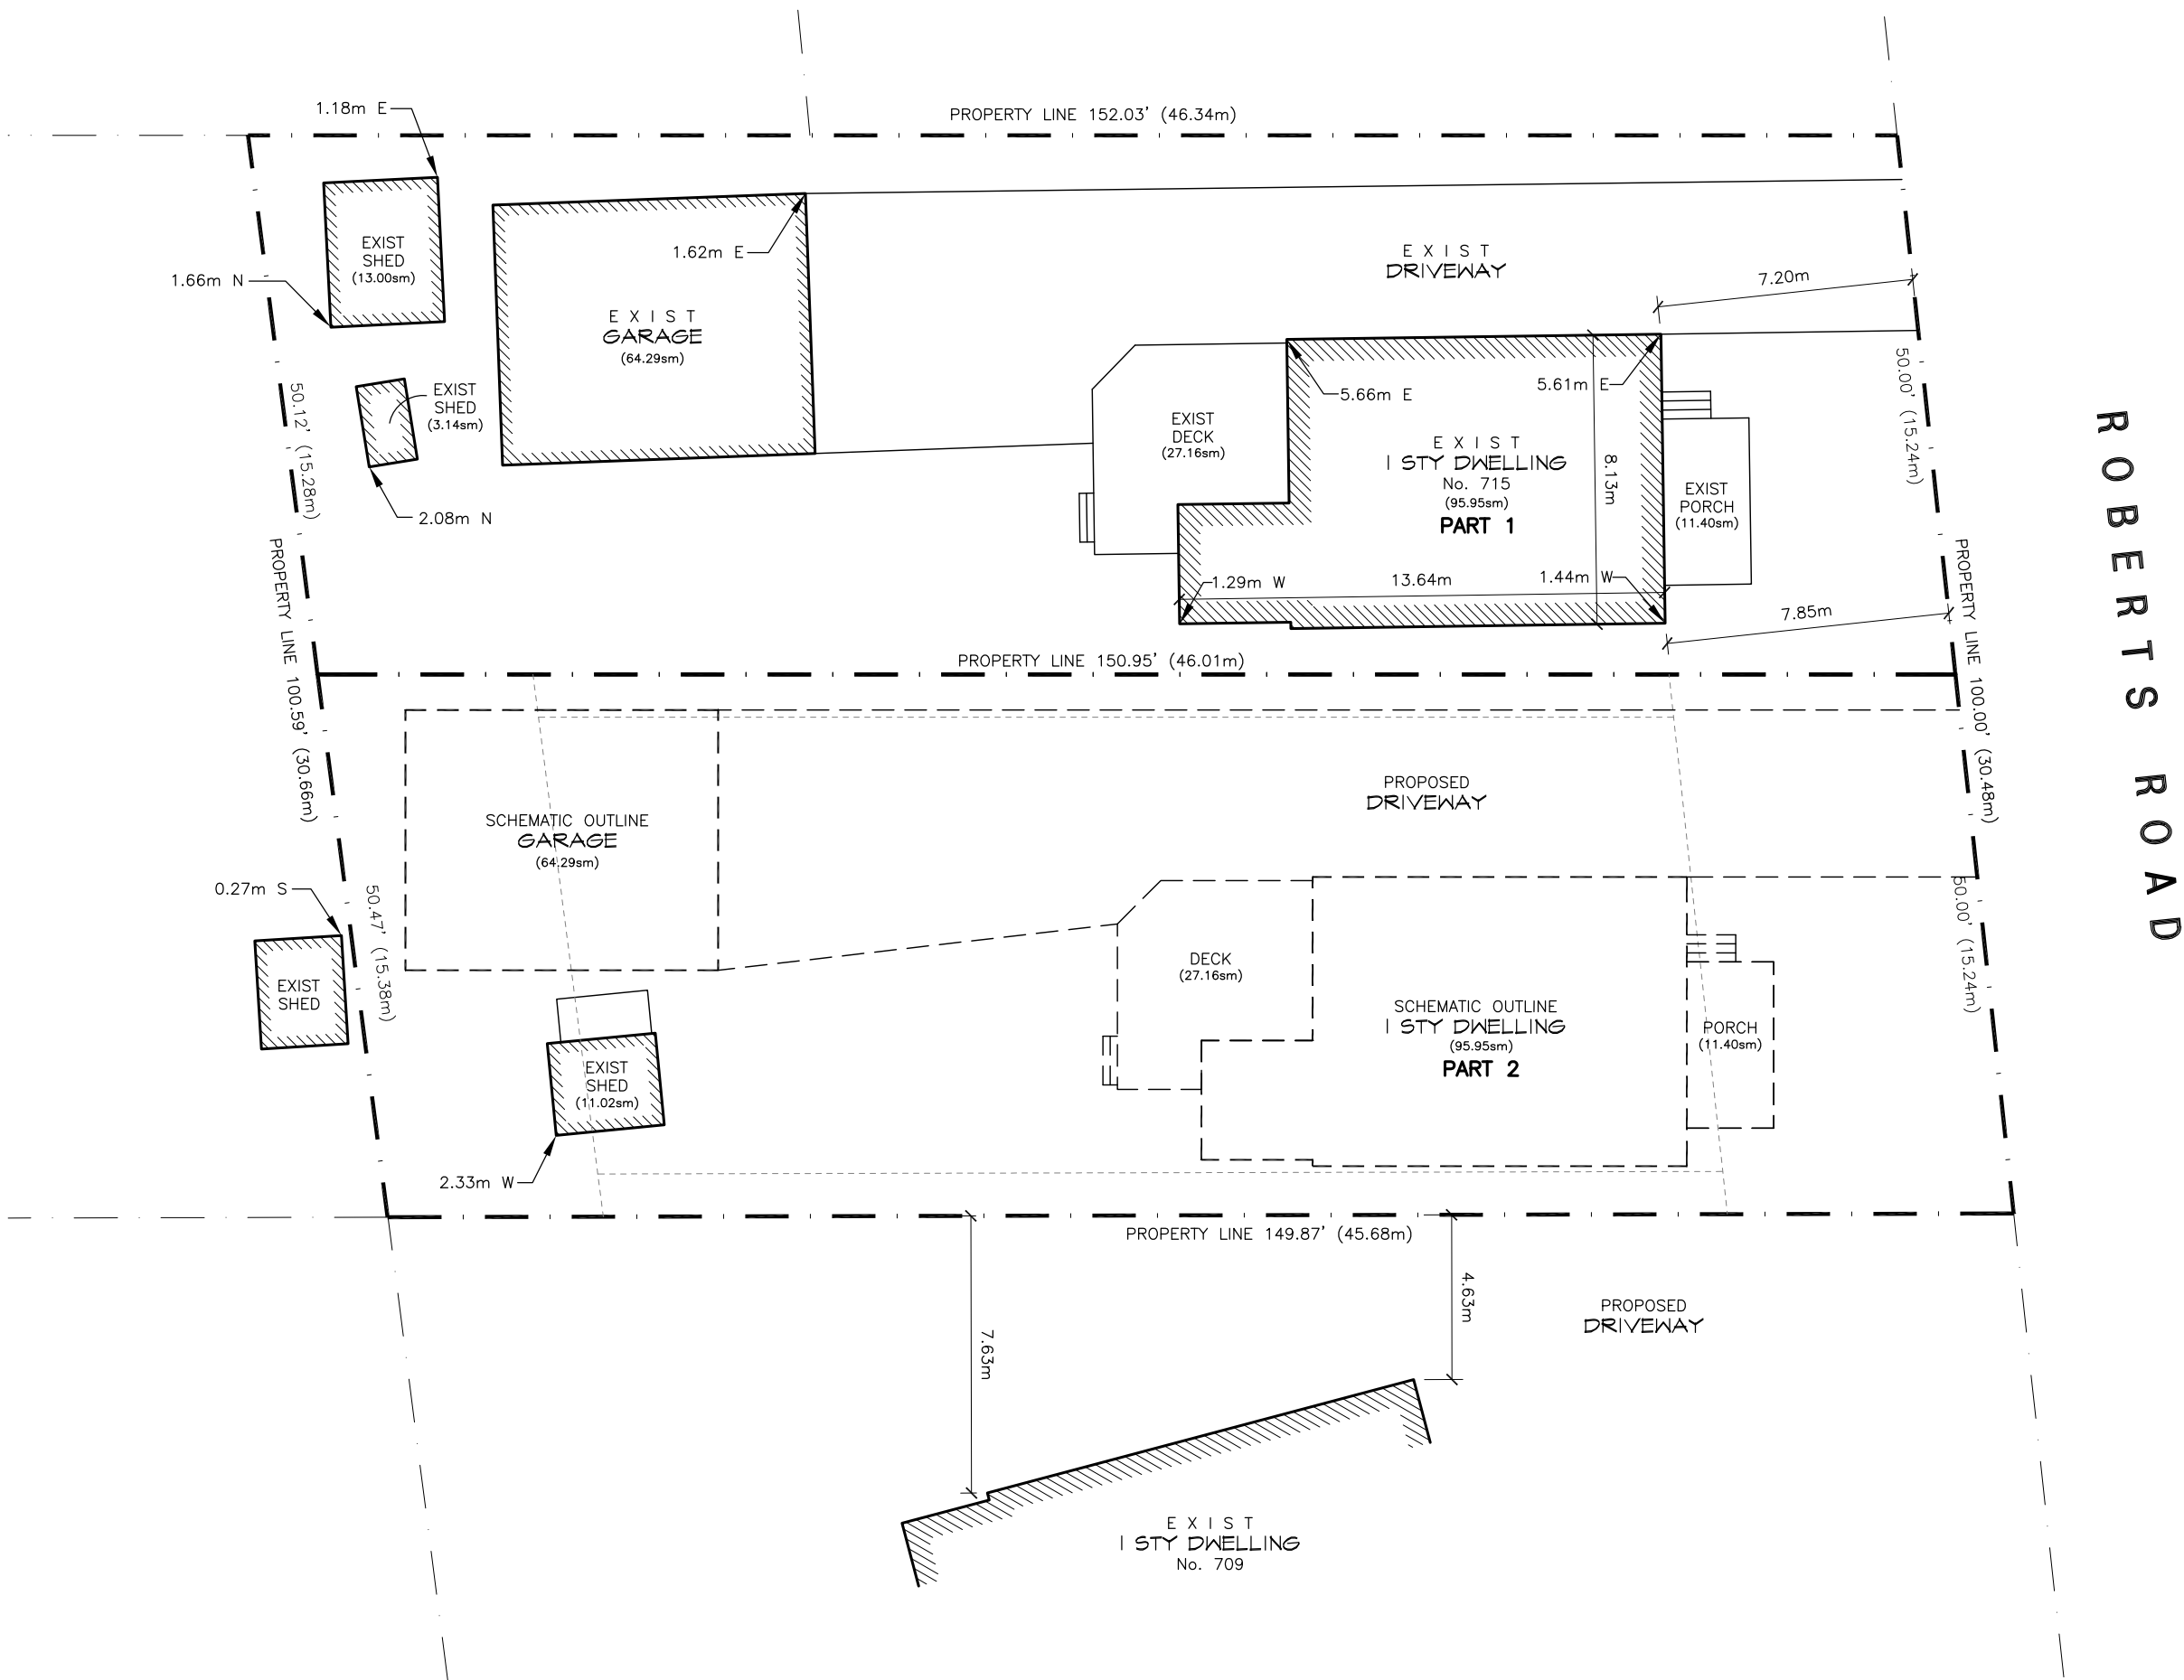 PROPERTY LINE 152.03' (46.34m)
1.18m E
EXIST
SHED
(13.00sm)
1.66m N
EXIST
SHED
(3.14sm)
2.08m N
1.62m E
E X I S T
GARAGE
(64.29sm)
E X I S T
DRIVEWAY
7.20m
50.12' (15.28m)
PROPERTY LINE 100.59' (30.66m)
50.00' (15.24m)
EXIST
DECK
(27.16sm)
5.66m E
5.61m E
E X I S T
1 STY DWELLING
No. 715
(95.95sm)
PART 1
8.13m
EXIST
PORCH
(11.40sm)
1.29m W
13.64m
1.44m W
7.85m
PROPERTY LINE 100.00' (30.48m)
ROBERTS ROAD
PROPERTY LINE 150.95' (46.01m)
SCHEMATIC OUTLINE
GARAGE
(64.29sm)
PROPOSED
DRIVEWAY
0.27m S
EXIST
SHED
50.47' (15.38m)
EXIST
SHED
(11.02sm)
2.33m W
DECK
(27.16sm)
SCHEMATIC OUTLINE
1 STY DWELLING
(95.95sm)
PART 2
PORCH
(11.40sm)
50.00' (15.24m)
PROPERTY LINE 149.87' (45.68m)
7.63m
4.63m
PROPOSED
DRIVEWAY
E X I S T
1 STY DWELLING
No. 709